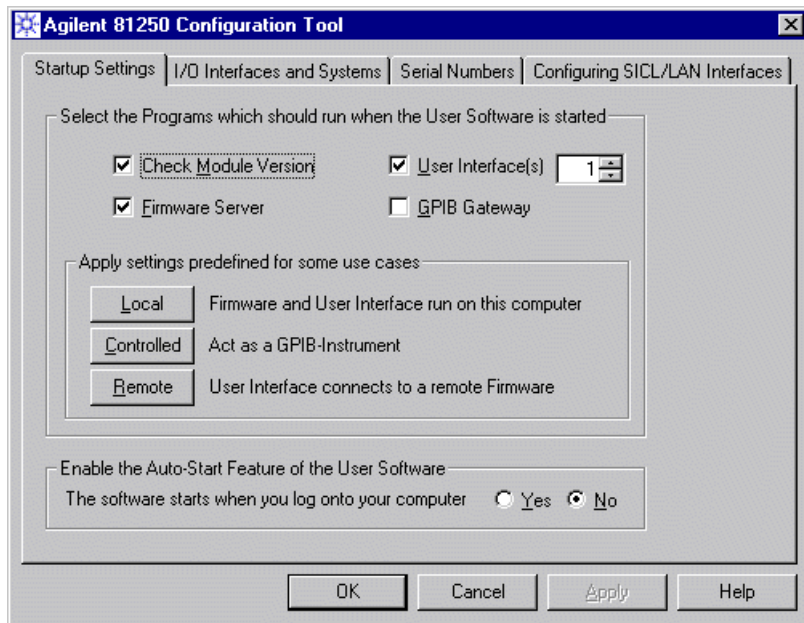 Agilent 81250 Configuration Tool
Startup Settings
I/O Interfaces and Systems
Serial Numbers
Configuring SICL/LAN Interfaces
Select the Programs which should run when the User Software is started
Check Module Version
User Interface(s)
1
Firmware Server
GPIB Gateway
Apply settings predefined for some use cases
Local
Firmware and User Interface run on this computer
Controlled
Act as a GPIB-Instrument
Remote
User Interface connects to a remote Firmware
Enable the Auto-Start Feature of the User Software
The software starts when you log onto your computer
Yes
No
OK
Cancel
Apply
Help